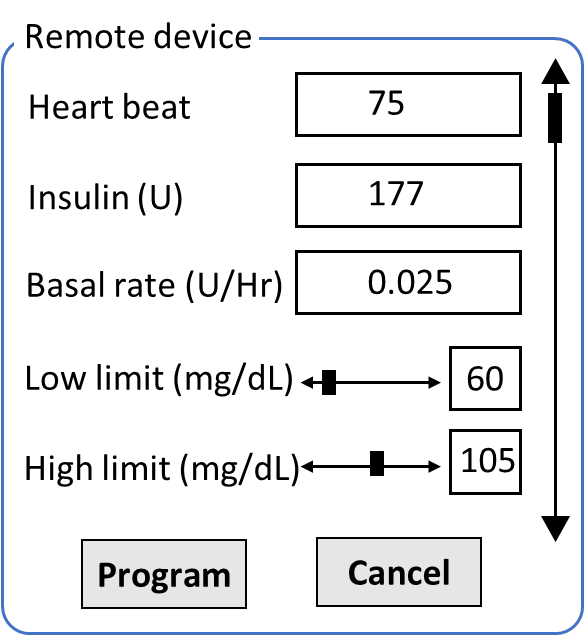 Remote device
Heart beat 75
Insulin (U) 177
Basal rate (U/Hr) 0.025
Low limit (mg/dL) 60
High limit (mg/dL) 105
Program Cancel